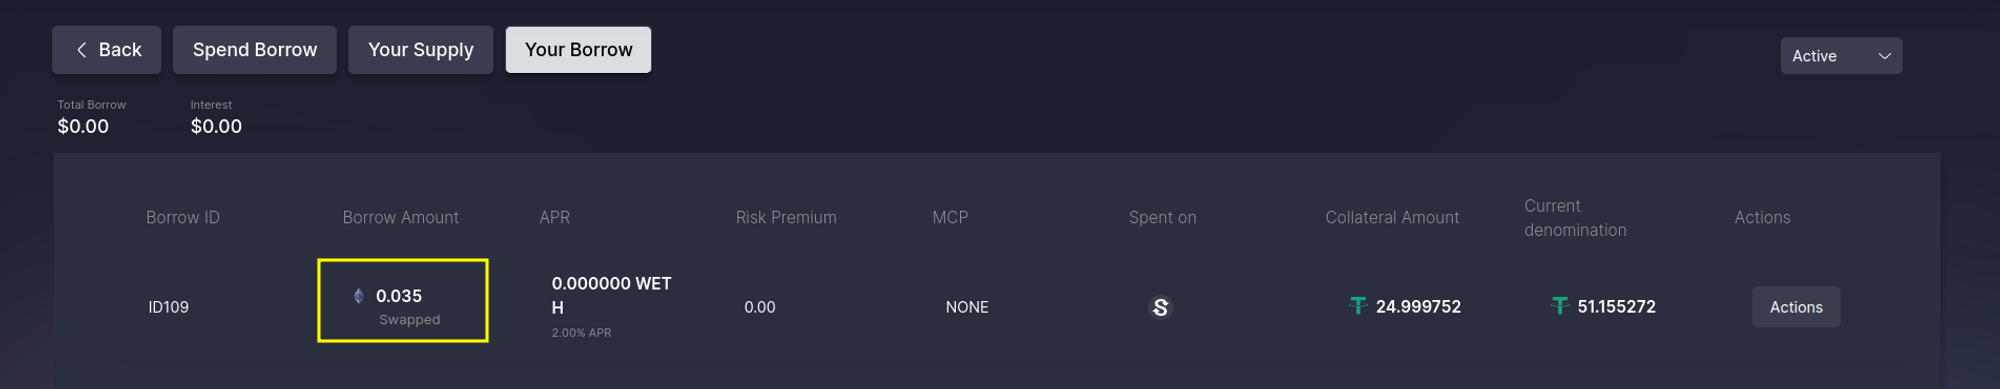 Back
Spend Borrow
Your Supply
Your Borrow
Active
Total Borrow
Interest
$0.00
$0.00
Borrow ID
Borrow Amount
APR
Risk Premium
MCP
Spent on
Collateral Amount
Current
denomination
Actions
ID109
0.035
Swapped
0.000000 WET
H
2.00% APR
0.00
NONE
24.999752
51.155272
Actions